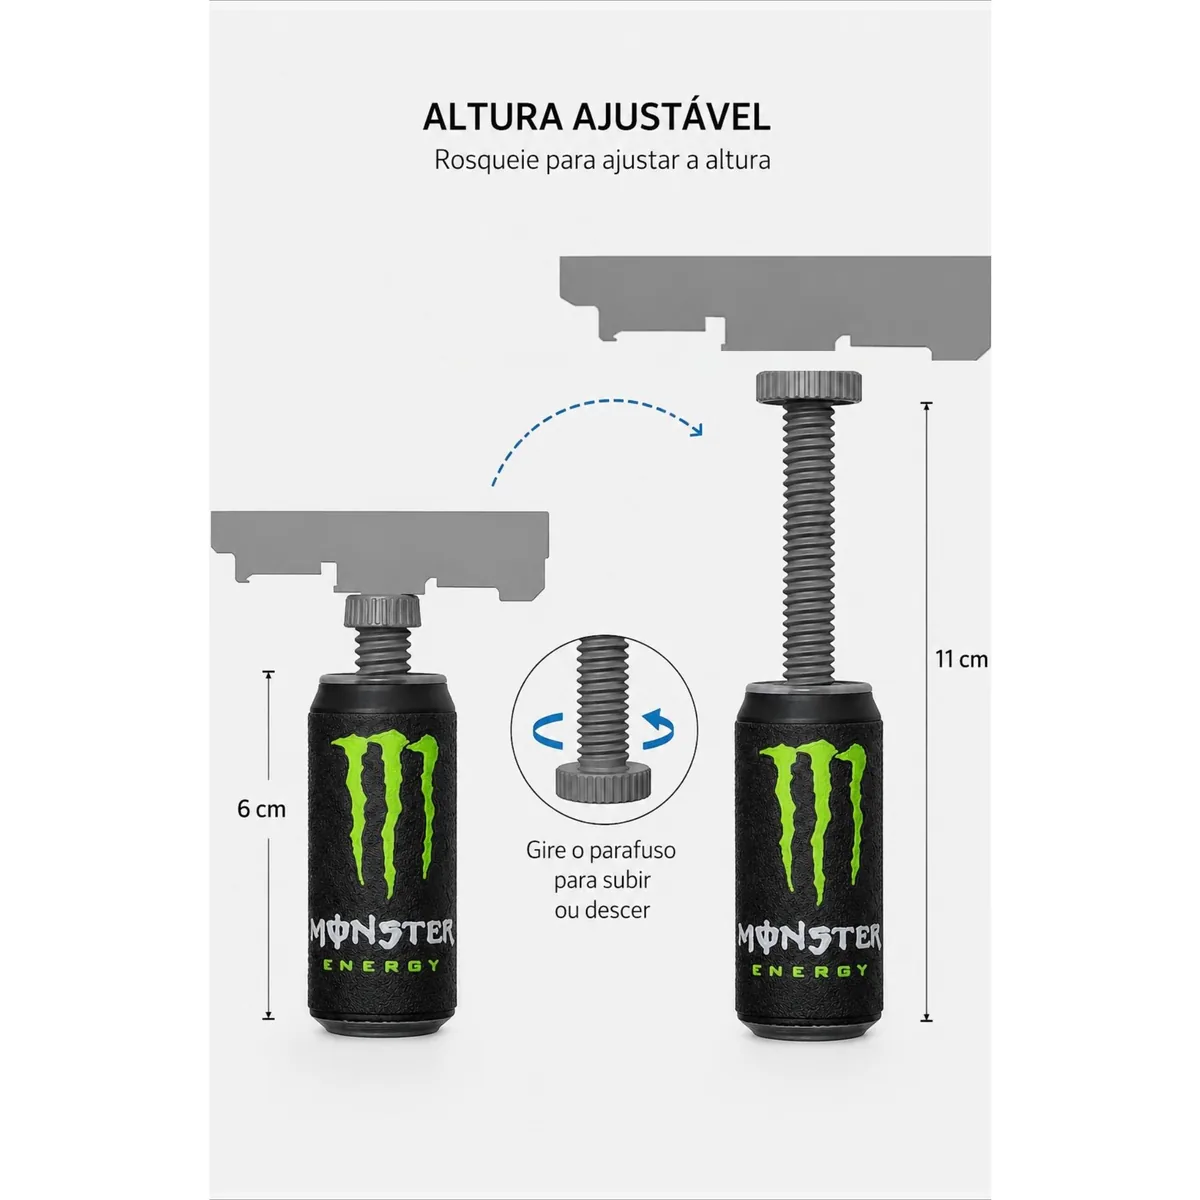 ALTURA AJUSTÁVEL
Rosqueie para ajustar a altura
11 cm
6 cm
Gire o parafuso
para subir
ou descer
MONSTER
ENERGY
MONSTER
ENERGY